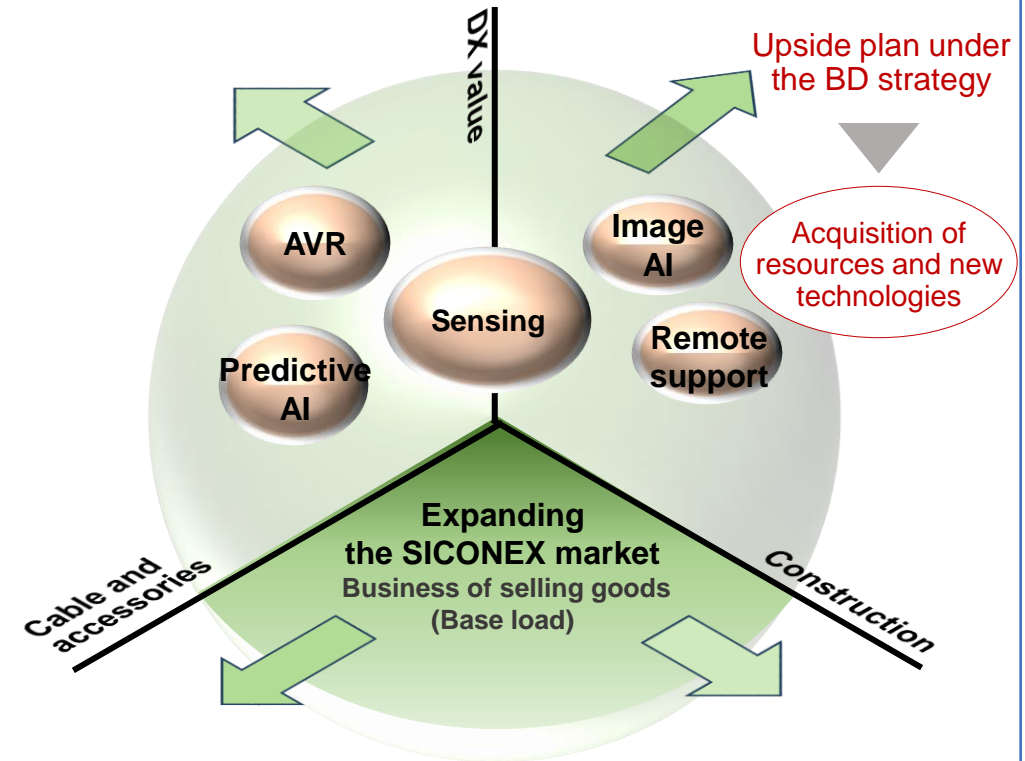 DX value
Upside plan under
the BD strategy
AVR
Image
AI
Acquisition of
resources and new
technologies
Sensing
Predictive
AI
Remote
support
Expanding
the SICONEX market
Business of selling goods
(Base load)
Cable and
accessories
Construction